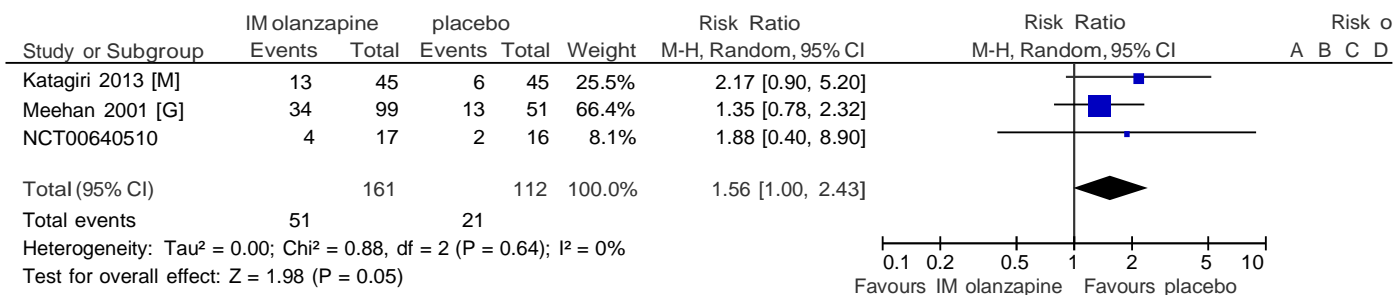 IM olanzapine placebo Risk Ratio Risk Ratio Risk o
Study or Subgroup Events Total Events Total Weight M-H, Random, 95% CI M-H, Random, 95% CI A B C D
Katagiri 2013 [M] 13 45 6 45 25.5% 2.17 [0.90, 5.20]
Meehan 2001 [G] 34 99 13 51 66.4% 1.35 [0.78, 2.32]
NCT00640510 4 17 2 16 8.1% 1.88 [0.40, 8.90]
Total (95% CI) 161 112 100.0% 1.56 [1.00, 2.43]
Total events 51 21
Heterogeneity: Tau² = 0.00; Chi² = 0.88, df = 2 (P = 0.64); I² = 0%
Test for overall effect: Z = 1.98 (P = 0.05)
0.1 0.2 0.5 1 2 5 10
Favours IM olanzapine Favours placebo